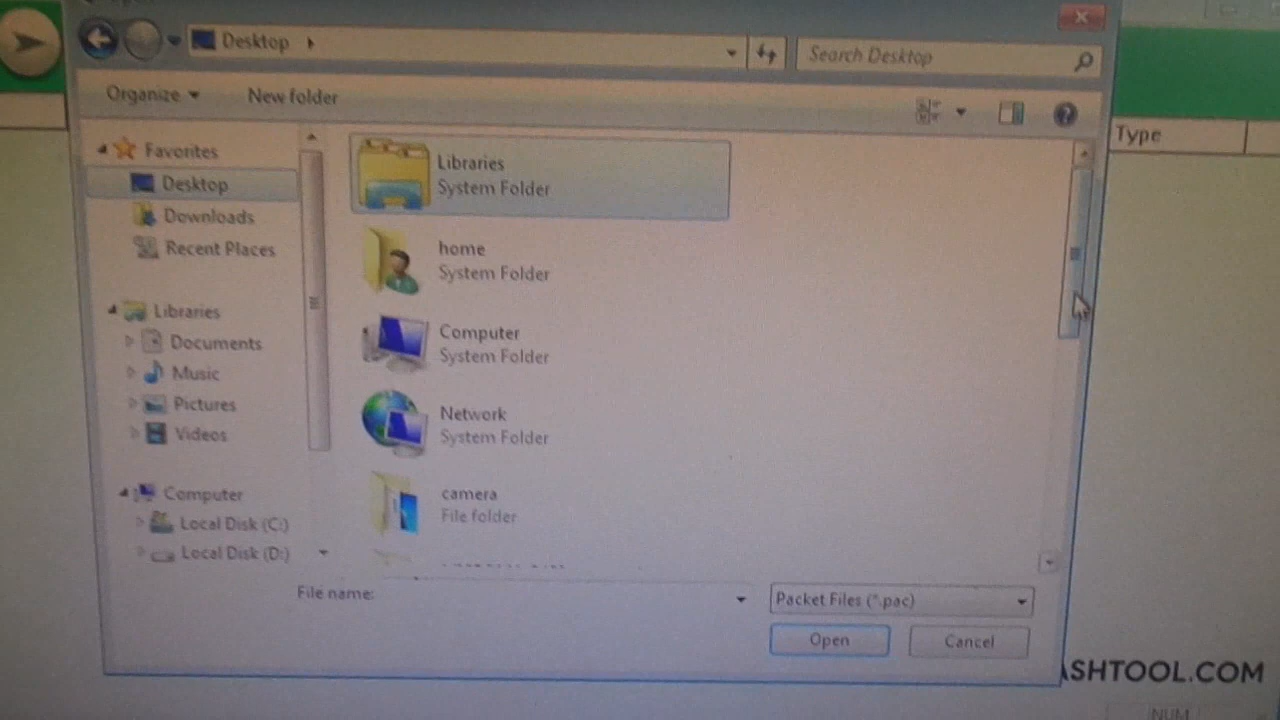 Desktop
Search Desktop
Organize
New folder
Type
Favorites
Desktop
Downloads
Recent Places
Libraries
Documents
Music
Pictures
Videos
Computer
Local Disk (C:)
Local Disk (D:)
Libraries
System Folder
home
System Folder
Computer
System Folder
Network
System Folder
camera
File folder
File name:
Packet Files (*.pac)
Open
Cancel
ASHTOOL.COM
NUM